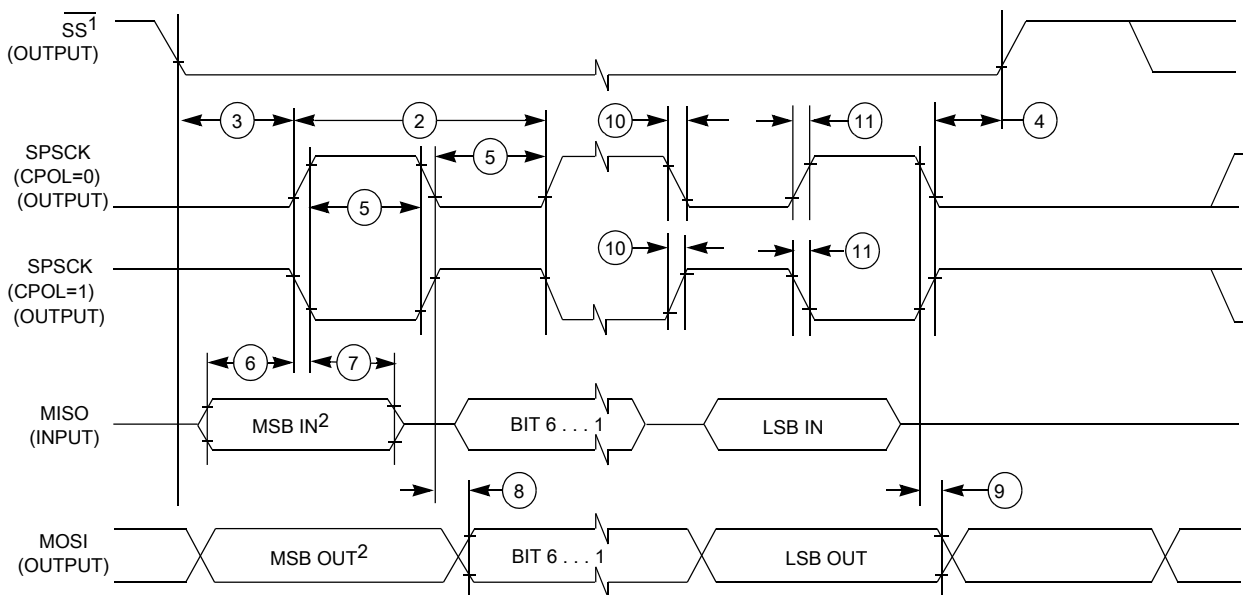 SS1
(OUTPUT)
3
2
10
11
4
SPSCK
(CPOL=0)
(OUTPUT)
5
5
10
11
SPSCK
(CPOL=1)
(OUTPUT)
6
7
MISO
(INPUT)
MSB IN2
BIT 6 . . . 1
LSB IN
8
9
MOSI
(OUTPUT)
MSB OUT2
BIT 6 . . . 1
LSB OUT